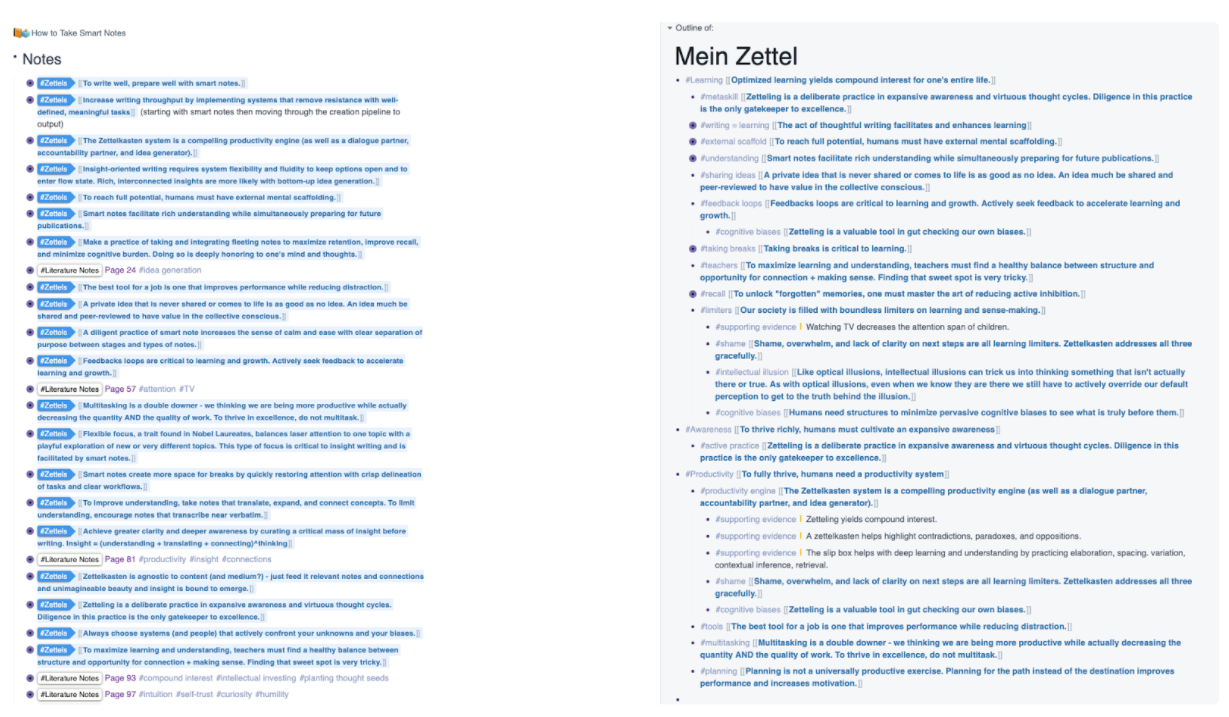 How to Take Smart Notes
Notes
#Zettels [[To write well, prepare well with smart notes.]]
#Zettels [[Increase writing throughput by implementing systems that remove resistance with well-
defined, meaningful tasks]] (starting with smart notes then moving through the creation pipeline to
output)
#Zettels [[The Zettelkasten system is a compelling productivity engine (as well as a dialogue partner,
accountability partner, and idea generator).]]
#Zettels [[Insight-oriented writing requires system flexibility and fluidity to keep options open and to
enter flow state. Rich, interconnected insights are more likely with bottom-up idea generation.]]
#Zettels [[To reach full potential, humans must have external mental scaffolding.]]
#Zettels [[Smart notes facilitate rich understanding while simultaneously preparing for future
publications.]]
#Zettels [[Make a practice of taking and integrating fleeting notes to maximize retention, improve recall,
and minimize cognitive burden. Doing so is deeply honoring to one's mind and thoughts.]]
#Literature Notes Page 24 #idea generation
#Zettels [[The best tool for a job is one that improves performance while reducing distraction.]]
#Zettels [[A private idea that is never shared or comes to life is as good as no idea. An idea much be
shared and peer-reviewed to have value in the collective conscious.]]
#Zettels [[A diligent practice of smart note increases the sense of calm and ease with clear separation of
purpose between stages and types of notes.]]
#Zettels [[Feedbacks loops are critical to learning and growth. Actively seek feedback to accelerate
learning and growth.]]
#Literature Notes Page 57 #attention #TV
#Zettels [[Multitasking is a double downer - we thinking we are being more productive while actually
decreasing the quantity AND the quality of work. To thrive in excellence, do not multitask.]]
#Zettels [[Flexible focus, a trait found in Nobel Laureates, balances laser attention to one topic with a
playful exploration of new or very different topics. This type of focus is critical to insight writing and is
facilitated by smart notes.]]
#Zettels [[Smart notes create more space for breaks by quickly restoring attention with crisp delineation
of tasks and clear workflows.]]
#Zettels [[To improve understanding, take notes that translate, expand, and connect concepts. To limit
understanding, encourage notes that transcribe near verbatim.]]
#Zettels [[Achieve greater clarity and deeper awareness by curating a critical mass of insight before
writing. Insight = (understanding + translating + connecting)^thinking]]
#Literature Notes Page 81 #productivity #insight #connections
#Zettels [[Zettelkasten is agnostic to content (and medium?) - just feed it relevant notes and connections
and unimagineable beauty and insight is bound to emerge.]]
#Zettels [[Zetteling is a deliberate practice in expansive awareness and virtuous thought cycles.
Diligence in this practice is the only gatekeeper to excellence.]]
#Zettels [[Always choose systems (and people) that actively confront your unknowns and your biases.]]
#Zettels [[To maximize learning and understanding, teachers must find a healthy balance between
structure and opportunity for connection + making sense. Finding that sweet spot is very tricky.]]
#Literature Notes Page 93 #compound interest #intellectual investing #planting thought seeds
#Literature Notes Page 97 #intuition #self-trust #curiosity #humility
Outline of:
Mein Zettel
#Learning [[Optimized learning yields compound interest for one's entire life.]]
#metaskill [[Zetteling is a deliberate practice in expansive awareness and virtuous thought cycles. Diligence in this practice
is the only gatekeeper to excellence.]]
#writing = learning [[The act of thoughtful writing facilitates and enhances learning]]
#external scaffold [[To reach full potential, humans must have external mental scaffolding.]]
#understanding [[Smart notes facilitate rich understanding while simultaneously preparing for future publications.]]
#sharing ideas [[A private idea that is never shared or comes to life is as good as no idea. An idea much be shared and
peer-reviewed to have value in the collective conscious.]]
#feedback loops [[Feedbacks loops are critical to learning and growth. Actively seek feedback to accelerate learning and
growth.]]
#cognitive biases [[Zetteling is a valuable tool in gut checking our own biases.]]
#taking breaks [[Taking breaks is critical to learning.]]
#teachers [[To maximize learning and understanding, teachers must find a healthy balance between structure and
opportunity for connection + making sense. Finding that sweet spot is very tricky.]]
#recall [[To unlock "forgotten" memories, one must master the art of reducing active inhibition.]]
#limiters [[Our society is filled with boundless limiters on learning and sense-making.]]
#supporting evidence | Watching TV decreases the attention span of children.
#shame [[Shame, overwhelm, and lack of clarity on next steps are all learning limiters. Zettelkasten addresses all three
gracefully.]]
#intellectual illusion [[Like optical illusions, intellectual illusions can trick us into thinking something that isn't actually
there or true. As with optical illusions, even when we know they are there we still have to actively override our default
perception to get to the truth behind the illusion.]]
#cognitive biases [[Humans need structures to minimize pervasive cognitive biases to see what is truly before them.]]
#Awareness [[To thrive richly, humans must cultivate an expansive awareness]]
#active practice [[Zetteling is a deliberate practice in expansive awareness and virtuous thought cycles. Diligence in this
practice is the only gatekeeper to excellence.]]
#Productivity [[To fully thrive, humans need a productivity system]]
#productivity engine [[The Zettelkasten system is a compelling productivity engine (as well as a dialogue partner,
accountability partner, and idea generator).]]
#supporting evidence | Zetteling yields compound interest.
#supporting evidence | A zettelkasten helps highlight contradictions, paradoxes, and oppositions.
#supporting evidence | The slip box helps with deep learning and understanding by practicing elaboration, spacing. variation,
contextual inference, retrieval.
#shame [[Shame, overwhelm, and lack of clarity on next steps are all learning limiters. Zettelkasten addresses all three
gracefully.]]
#cognitive biases [[Zetteling is a valuable tool in gut checking our own biases.]]
#tools [[The best tool for a job is one that improves performance while reducing distraction.]]
#multitasking [[Multitasking is a double downer - we thinking we are being more productive while actually decreasing the
quantity AND the quality of work. To thrive in excellence, do not multitask.]]
#planning [[Planning is not a universally productive exercise. Planning for the path instead of the destination improves
performance and increases motivation.]]